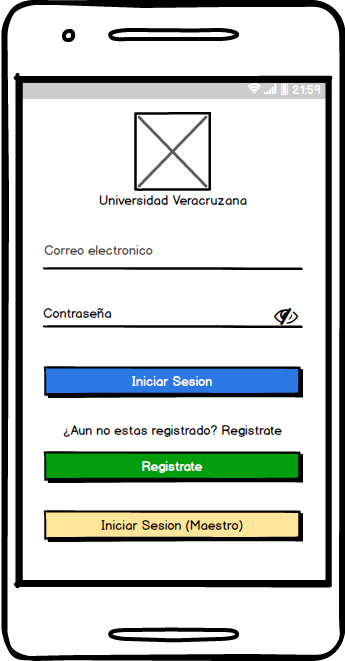 21:59
Universidad Veracruzana
Correo electronico
Contraseña
Iniciar Sesion
¿Aun no estas registrado? Registrate
Registrate
Iniciar Sesion (Maestro)